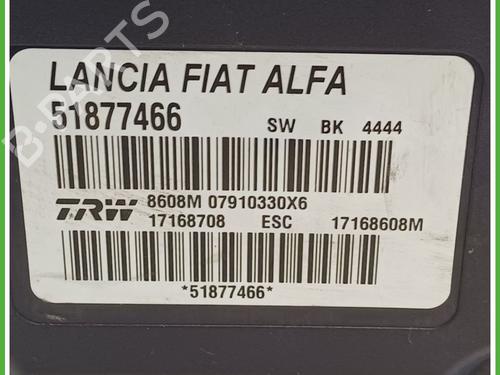 LANCIA FIAT ALFA
51877466 SW BK 4444
TRW 8608M 07910330X6
17168708 ESC 17168608M
*51877466*
B-PARTS